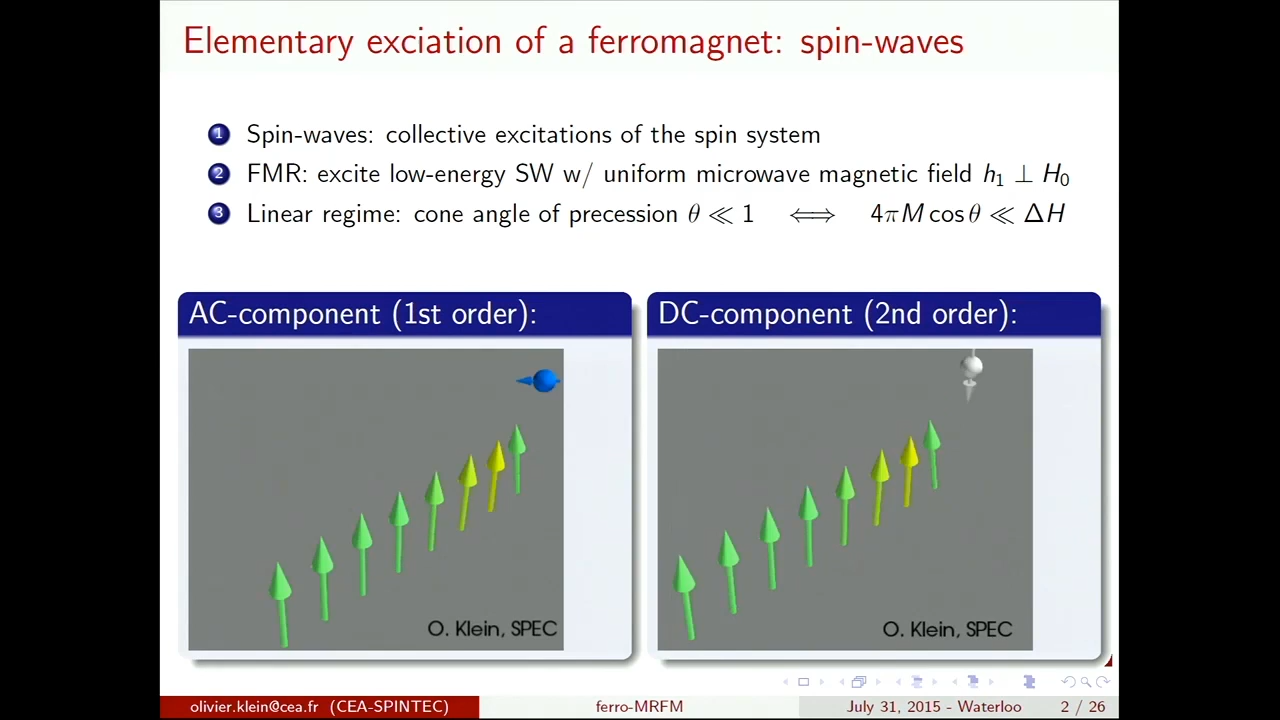 Elementary exciation of a ferromagnet: spin-waves
1 Spin-waves: collective excitations of the spin system
2 FMR: excite low-energy SW w/ uniform microwave magnetic field h₁ ⊥ H₀
3 Linear regime: cone angle of precession θ ≪ 1 ⟺ 4πM cos θ ≪ ΔH
AC-component (1st order):
O. Klein, SPEC
DC-component (2nd order):
O. Klein, SPEC
olivier.klein@cea.fr (CEA-SPINTEC) ferro-MRFM July 31, 2015 - Waterloo 2 / 26